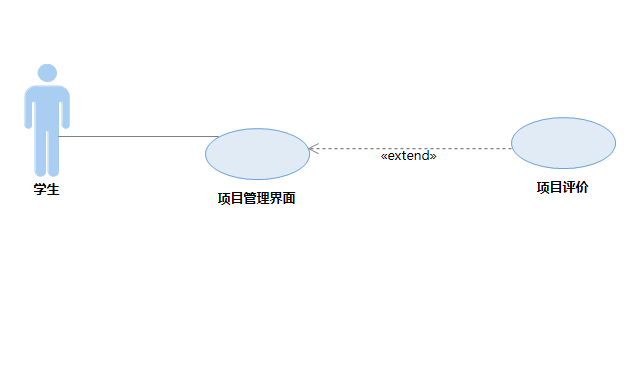 «extend»
学生
项目管理界面
项目评价